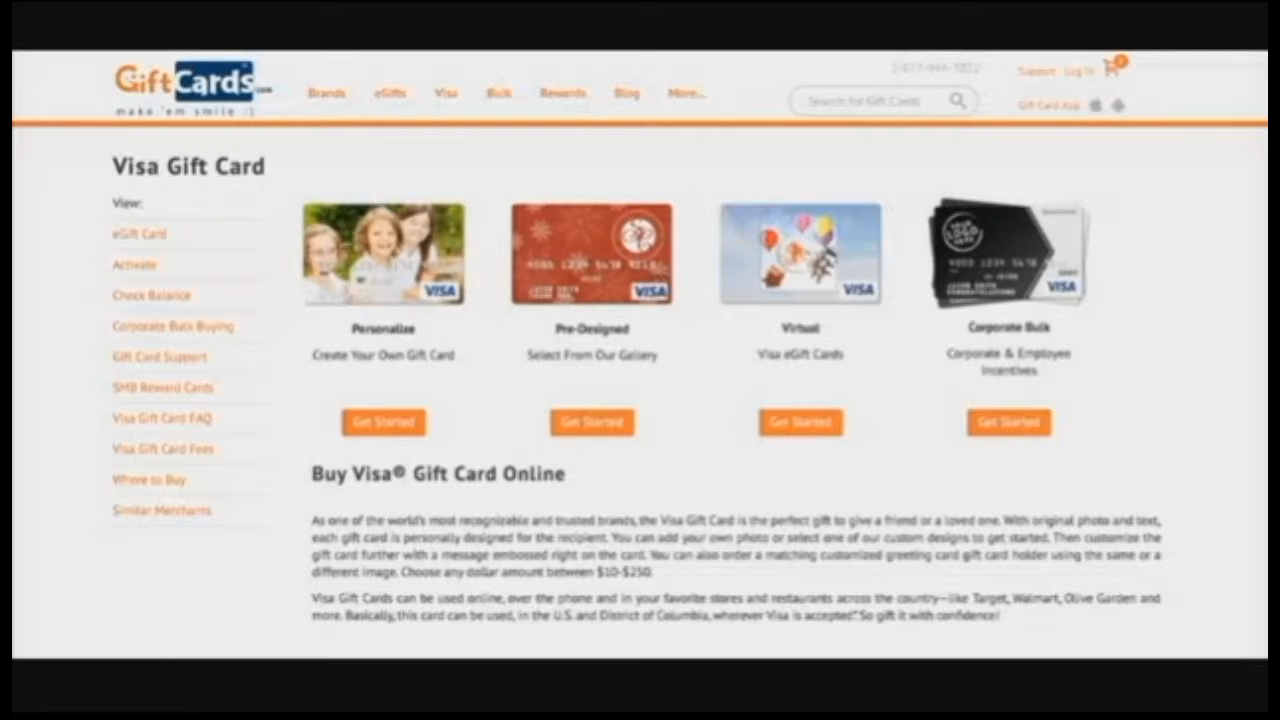 GiftCards.com
make 'em smile :)
Brands eGifts Visa Bulk Rewards Blog More...
Search for Gift Cards
Support Log In
Gift Card App
Visa Gift Card
View:
eGift Card
Activate
Check Balance
Corporate Bulk Buying
Gift Card Support
SMB Reward Cards
Visa Gift Card FAQ
Visa Gift Card Fees
Where to Buy
Similar Merchants
VISA
VISA
VISA
YOUR LOGO HERE
VISA
Personalize
Create Your Own Gift Card
Get Started
Pre-Designed
Select From Our Gallery
Get Started
Virtual
Visa eGift Cards
Get Started
Corporate Bulk
Corporate & Employee
Incentives
Get Started
Buy Visa® Gift Card Online
As one of the world's most recognizable and trusted brands, the Visa Gift Card is the perfect gift to give a friend or a loved one. With original photo and text,
each gift card is personally designed for the recipient. You can add your own photo or select one of our custom designs to get started. Then customize the
gift card further with a message embossed right on the card. You can also order a matching customized greeting card gift card holder using the same or a
different image. Choose any dollar amount between $10-$250.
Visa Gift Cards can be used online, over the phone and in your favorite stores and restaurants across the country—like Target, Walmart, Olive Garden and
more. Basically, this card can be used, in the U.S. and District of Columbia, wherever Visa is accepted.* So gift it with confidence!